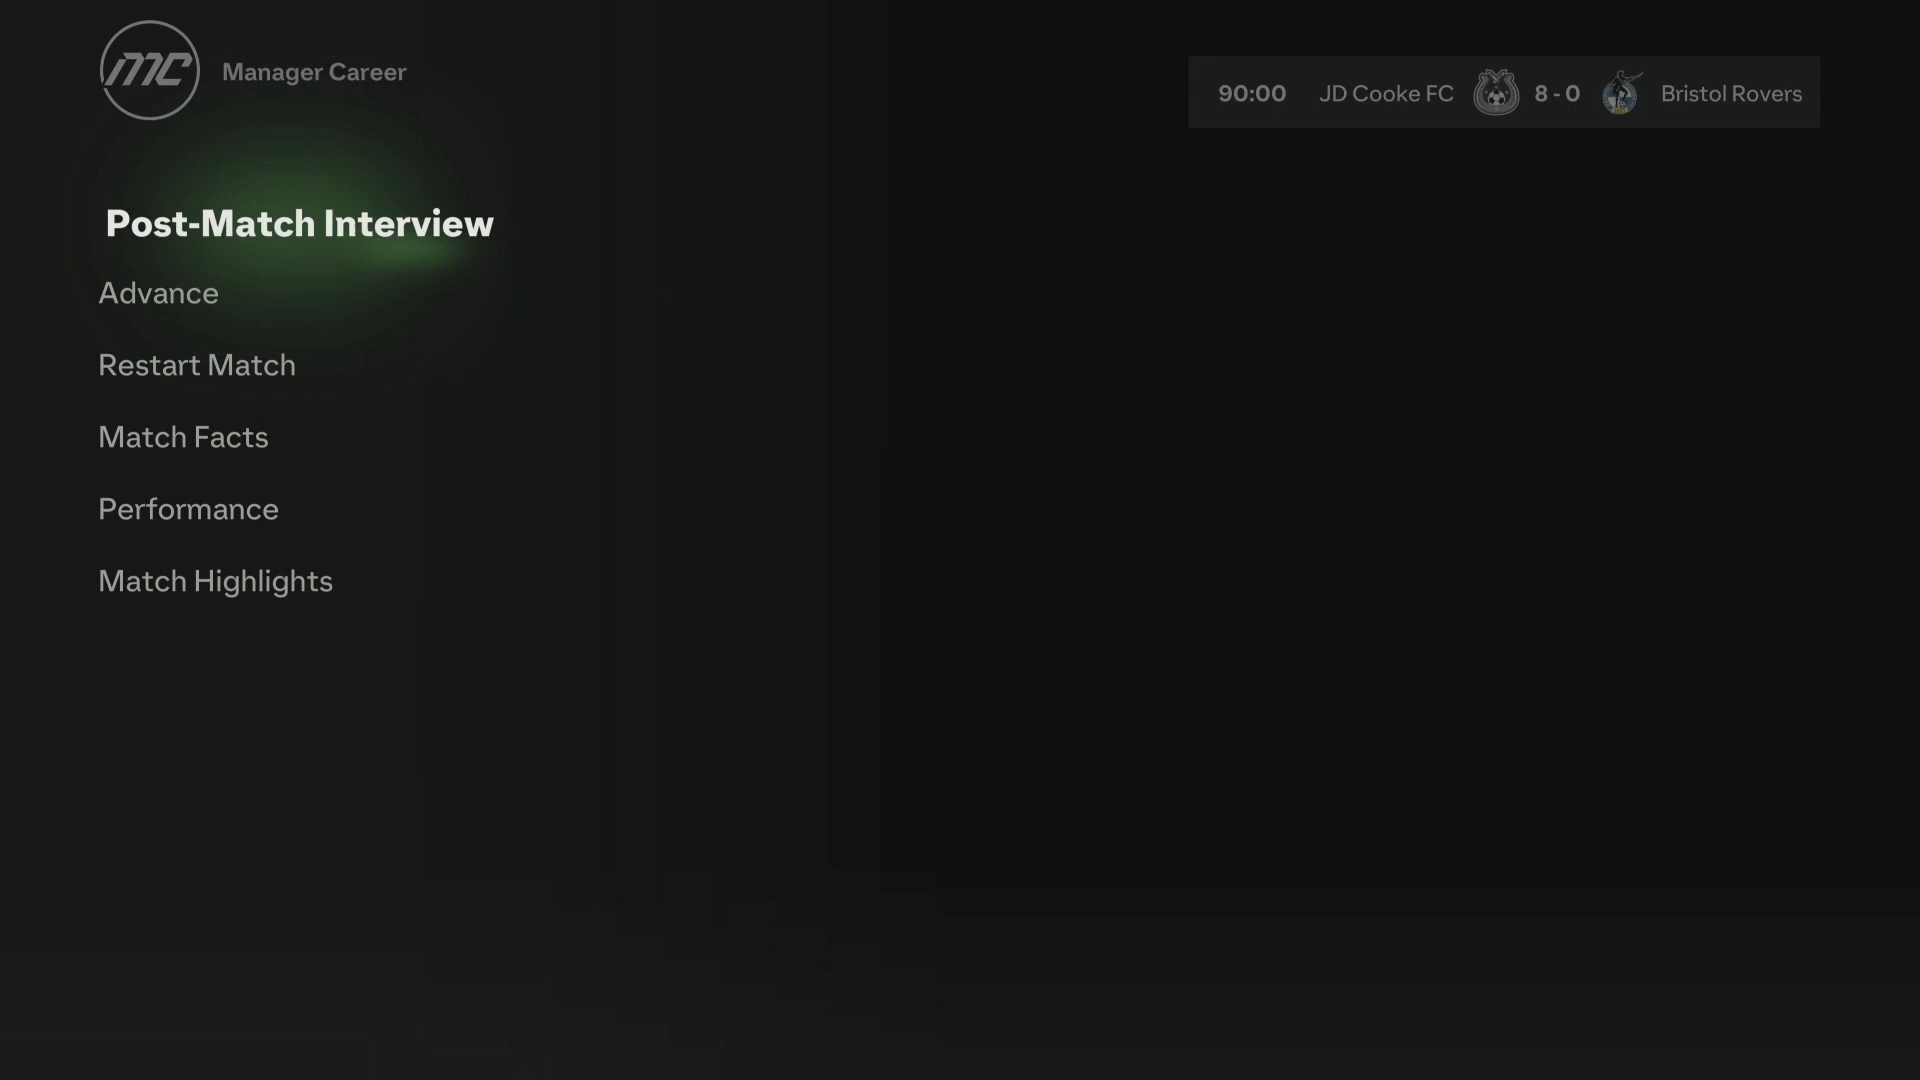 MC Manager Career
90:00 JD Cooke FC 8 - 0 Bristol Rovers
Post-Match Interview
Advance
Restart Match
Match Facts
Performance
Match Highlights